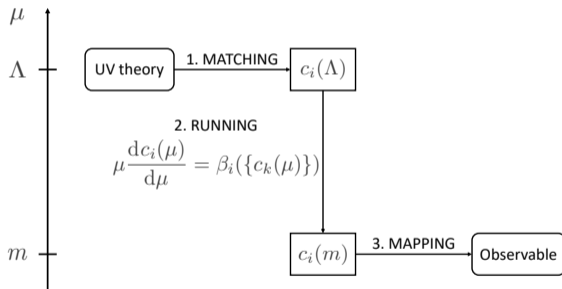 μ
Λ
UV theory
1. MATCHING
c_i(Λ)
2. RUNNING
μ dc_i(μ)/dμ = β_i({c_k(μ)})
m
c_i(m)
3. MAPPING
Observable